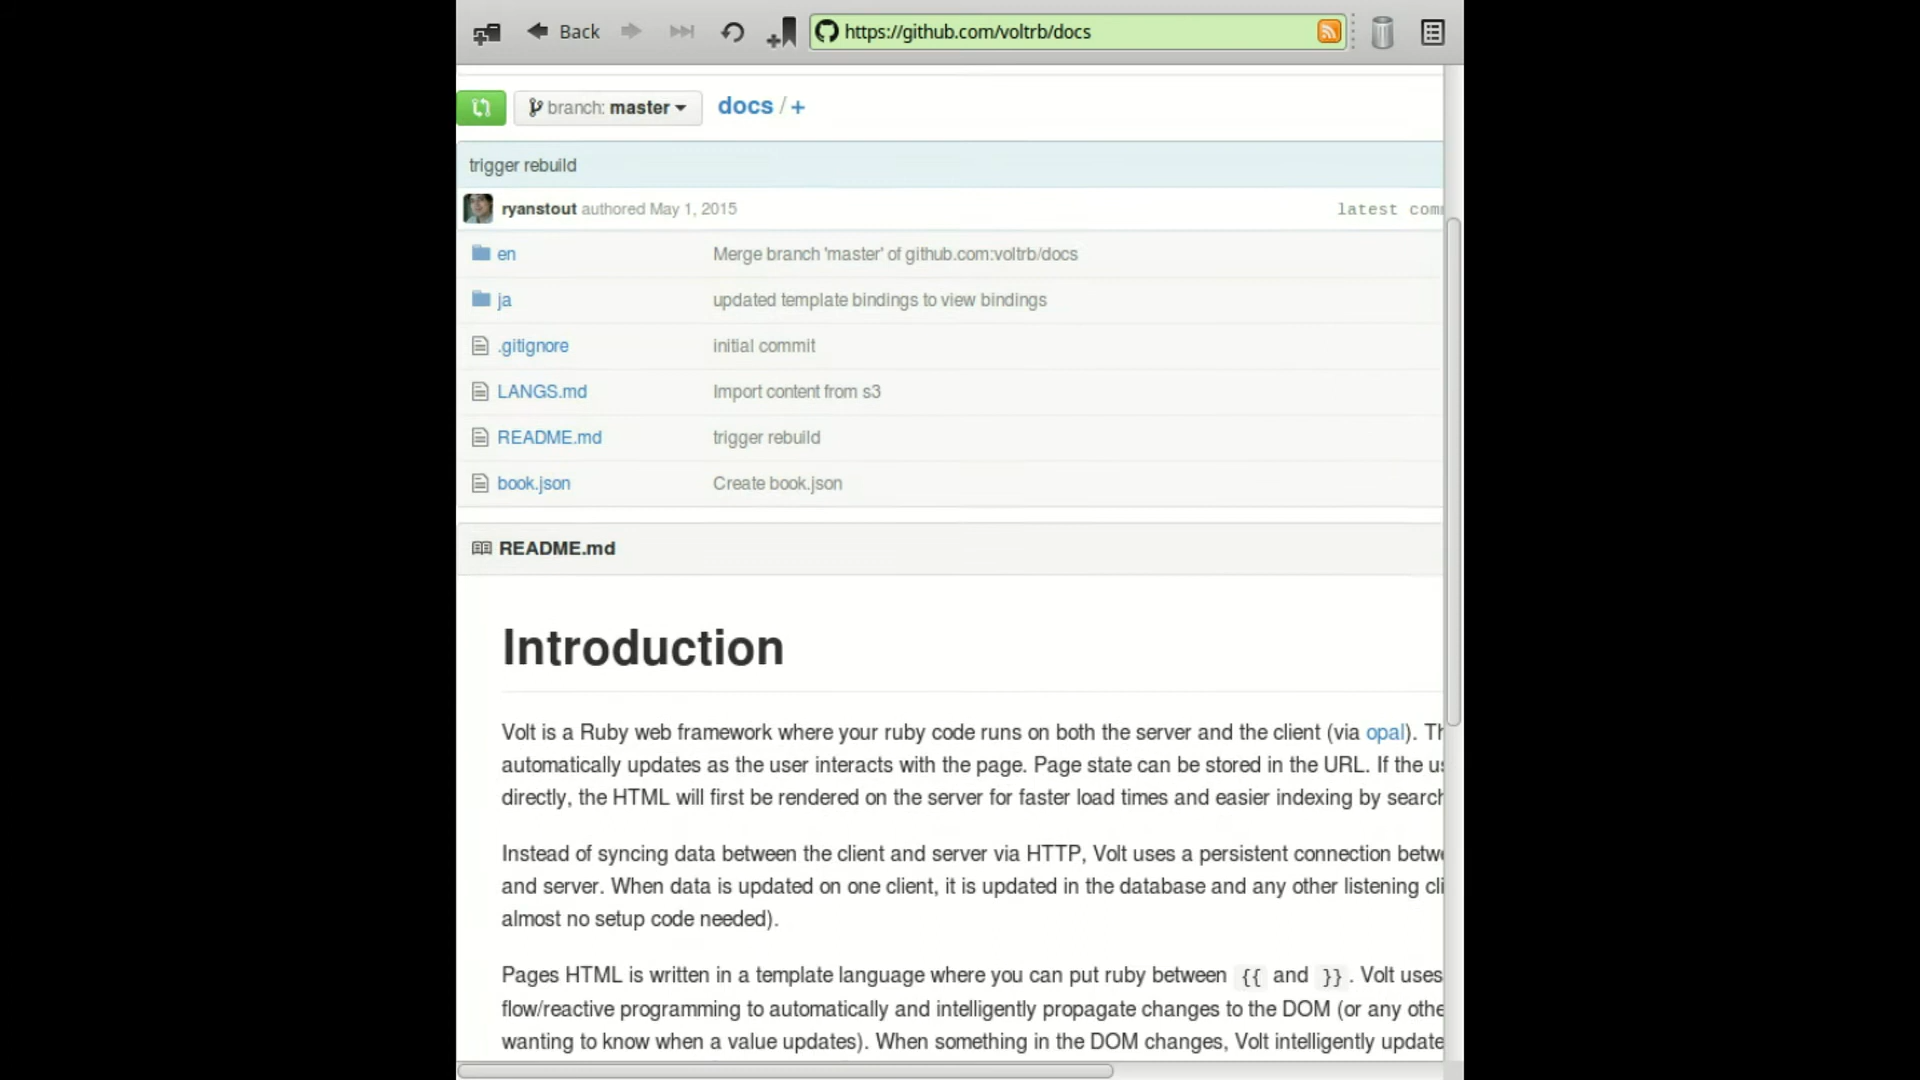 Back https://github.com/voltrb/docs
branch: master docs / +
trigger rebuild
ryanstout authored May 1, 2015 latest com
en Merge branch 'master' of github.com:voltrb/docs
ja updated template bindings to view bindings
.gitignore initial commit
LANGS.md Import content from s3
README.md trigger rebuild
book.json Create book.json
README.md
Introduction
Volt is a Ruby web framework where your ruby code runs on both the server and the client (via opal). Th
automatically updates as the user interacts with the page. Page state can be stored in the URL. If the us
directly, the HTML will first be rendered on the server for faster load times and easier indexing by search
Instead of syncing data between the client and server via HTTP, Volt uses a persistent connection betwe
and server. When data is updated on one client, it is updated in the database and any other listening cli
almost no setup code needed).
Pages HTML is written in a template language where you can put ruby between {{ and }}. Volt uses
flow/reactive programming to automatically and intelligently propagate changes to the DOM (or any othe
wanting to know when a value updates). When something in the DOM changes, Volt intelligently update